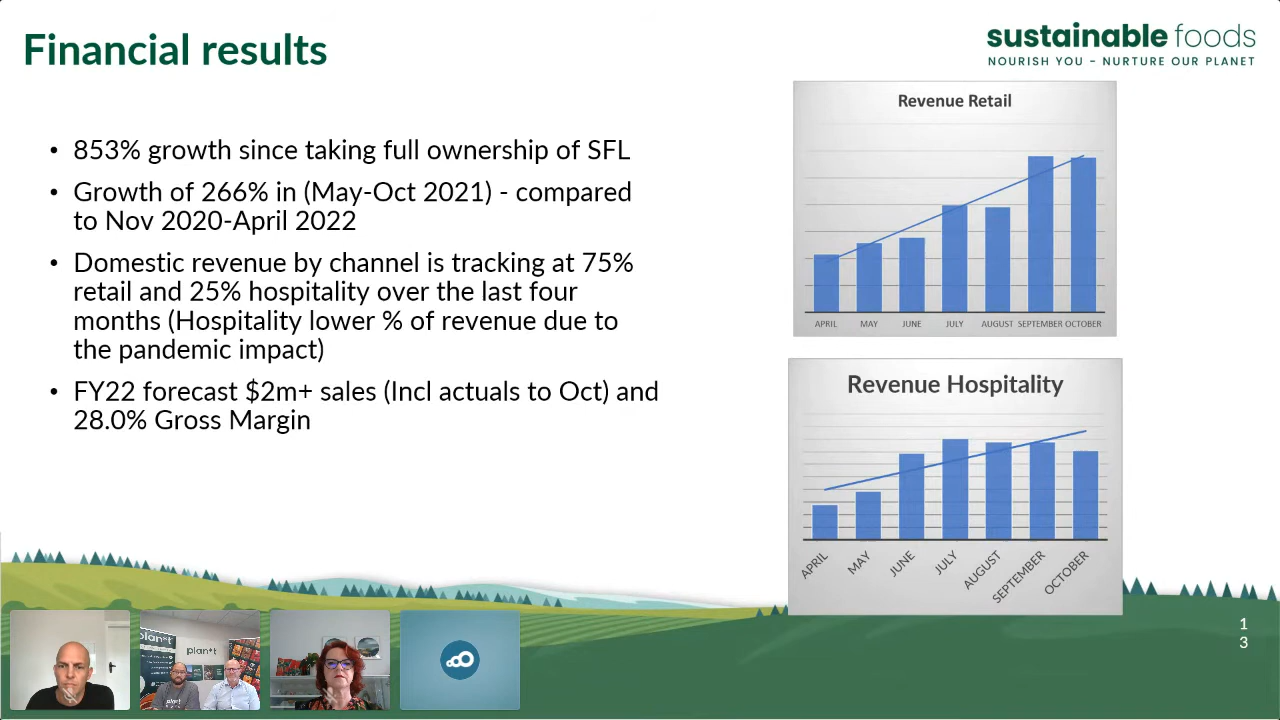 Financial results
sustainable foods
NOURISH YOU – NURTURE OUR PLANET
• 853% growth since taking full ownership of SFL
• Growth of 266% in (May-Oct 2021) - compared
to Nov 2020-April 2022
• Domestic revenue by channel is tracking at 75%
retail and 25% hospitality over the last four
months (Hospitality lower % of revenue due to
the pandemic impact)
• FY22 forecast $2m+ sales (Incl actuals to Oct) and
28.0% Gross Margin
Revenue Retail
APRIL MAY JUNE JULY AUGUST SEPTEMBER OCTOBER
Revenue Hospitality
APRIL MAY JUNE JULY AUGUST SEPTEMBER OCTOBER
1
3
plan*t
plan*t